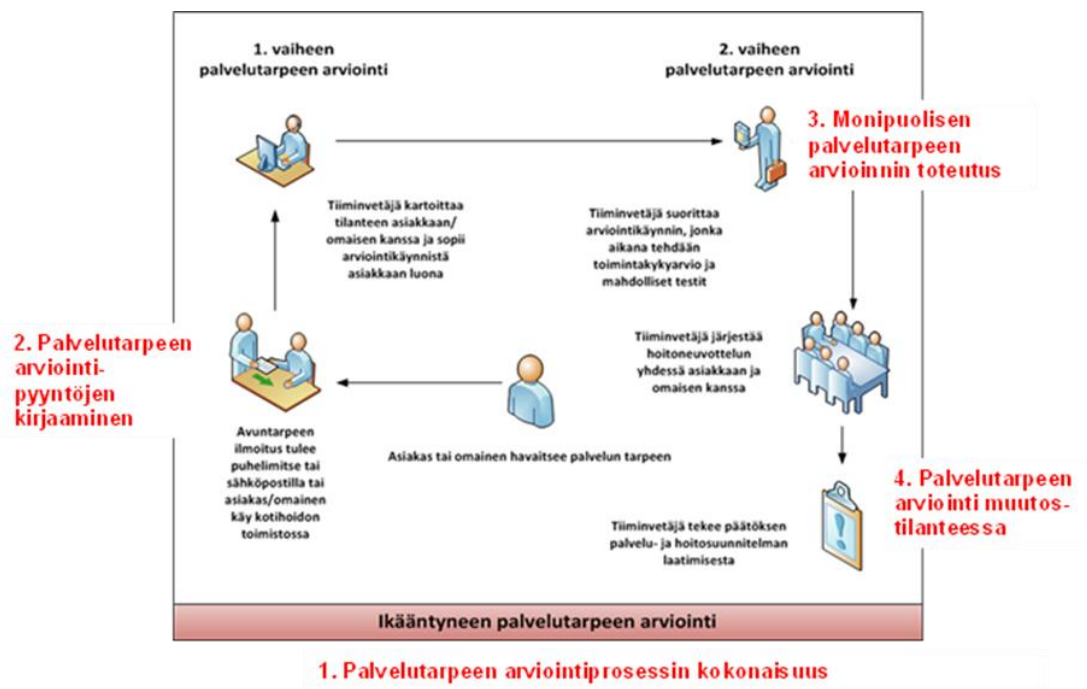 1. vaiheen
palvelutarpeen arviointi
2. vaiheen
palvelutarpeen arviointi
3. Monipuolisen
palvelutarpeen
arvioinnin toteutus
Tiiminvetäjä kartoittaa
tilanteen asiakkaan/
omaisen kanssa ja sopii
arviointikäynnistä
asiakkaan luona
Tiiminvetäjä suorittaa
arviointikäynnin, jonka
aikana tehdään
toimintakykyarvio ja
mahdolliset testit
2. Palvelutarpeen
arviointi-
pyyntöjen
kirjaaminen
Tiiminvetäjä järjestää
hoitoneuvottelun
yhdessä asiakkaan ja
omaisen kanssa
Avuntarpeen
ilmoitus tulee
puhelimitse tai
sähköpostilla tai
asiakas/omainen
käy kotihoidon
toimistossa
Asiakas tai omainen havaitsee palvelun tarpeen
4. Palvelutarpeen
arviointi muutos-
tilanteessa
Tiiminvetäjä tekee päätöksen
palvelu- ja hoitosuunnitelman
laatimisesta
Ikääntyneen palvelutarpeen arviointi
1. Palvelutarpeen arviointiprosessin kokonaisuus